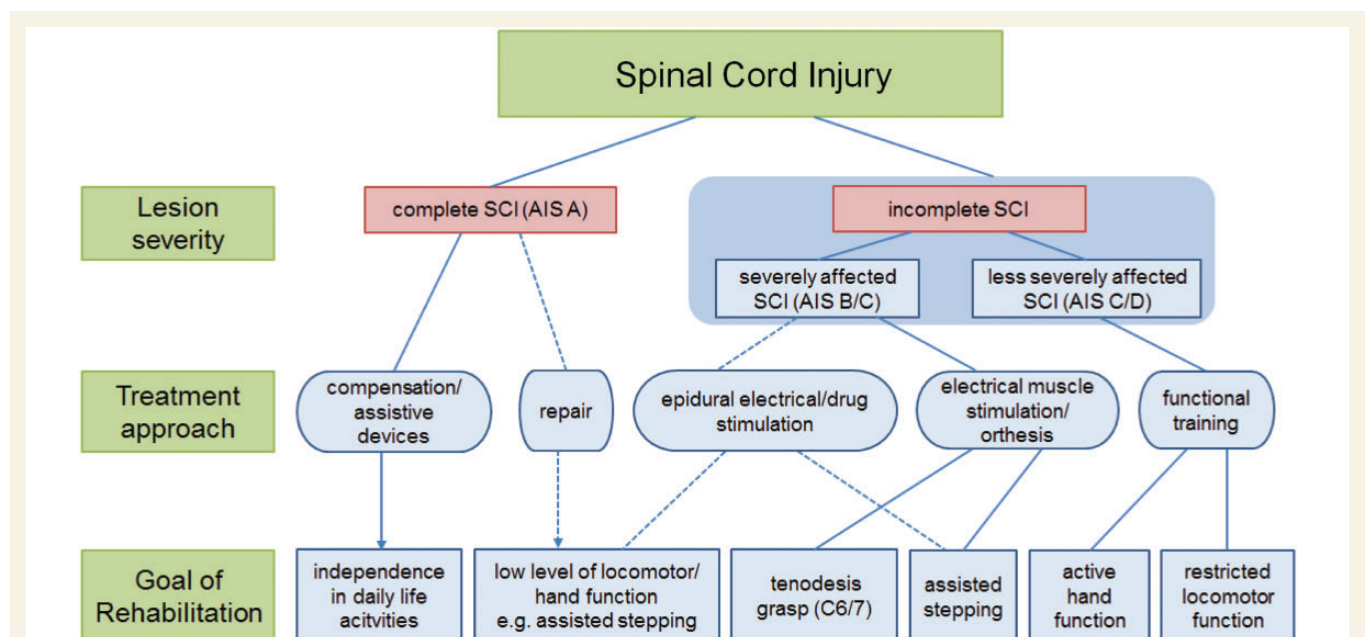 Spinal Cord Injury
Lesion
severity
complete SCI (AIS A)
incomplete SCI
severely affected
SCI (AIS B/C)
less severely affected
SCI (AIS C/D)
Treatment
approach
compensation/
assistive
devices
repair
epidural electrical/drug
stimulation
electrical muscle
stimulation/
orthesis
functional
training
Goal of
Rehabilitation
independence
in daily life
acitvities
low level of locomotor/
hand function
e.g. assisted stepping
tenodesis
grasp (C6/7)
assisted
stepping
active
hand
function
restricted
locomotor
function